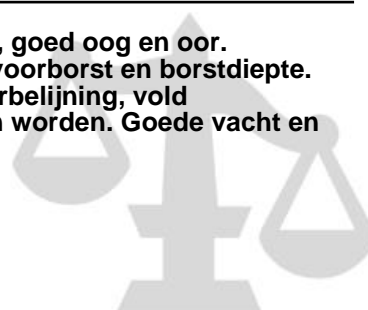 , goed oog en oor.
voorborst en borstdiepte.
rbelijning, vold
worden. Goede vacht en